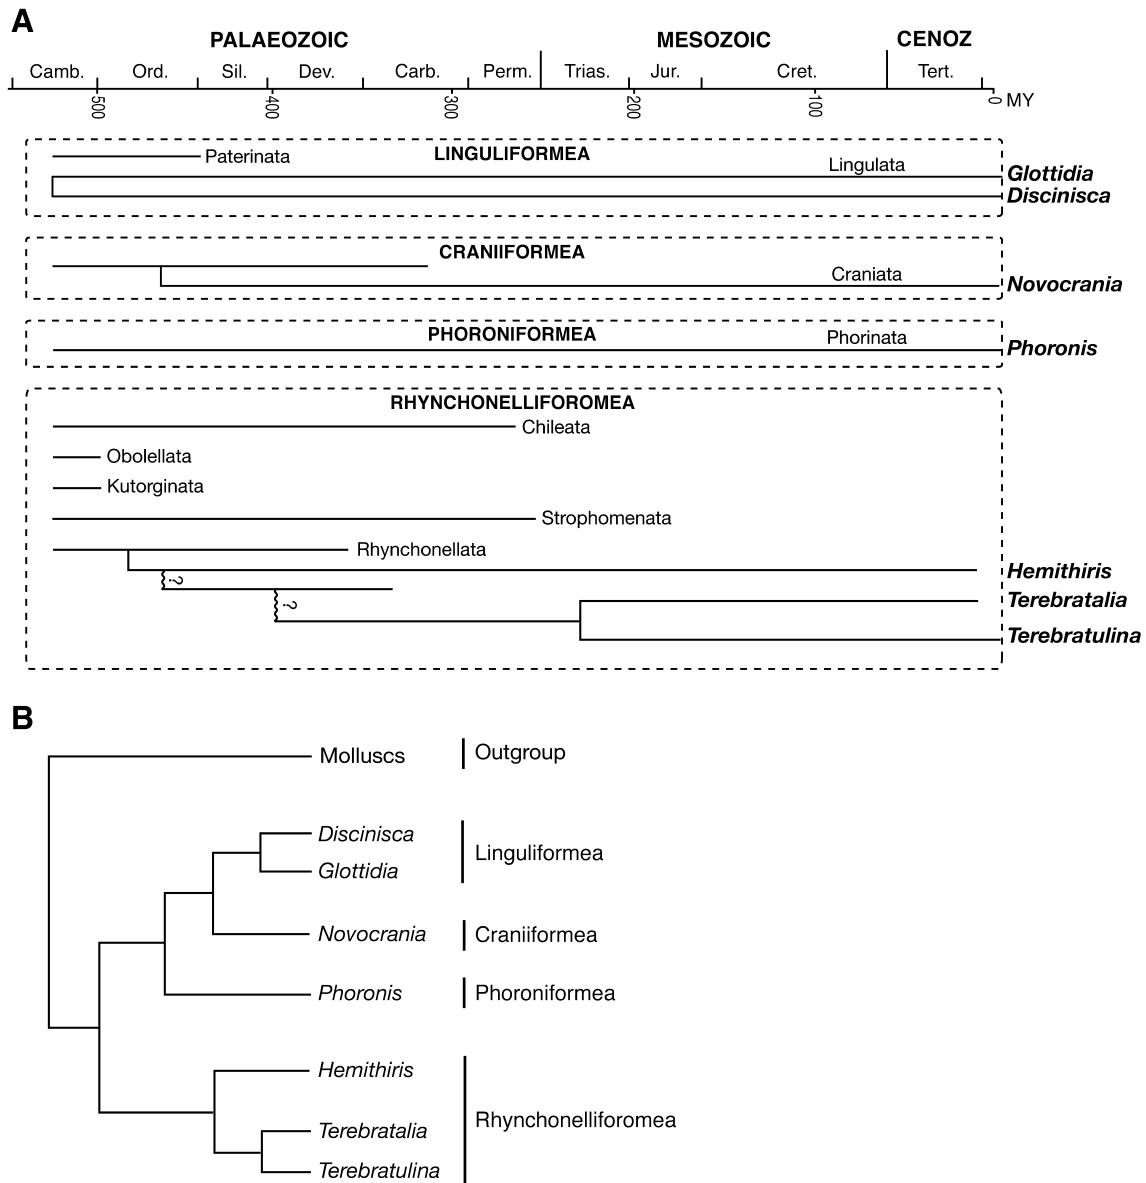 A
PALAEOZOIC MESOZOIC CENOZ
Camb. Ord. Sil. Dev. Carb. Perm. Trias. Jur. Cret. Tert.
500 400 300 200 100 0 MY
Paterinata LINGULIFORMEA Lingulata
Glottidia
Discinisca
CRANIIFORMEA
Craniata
Novocrania
PHORONIFORMEA Phorinata
Phoronis
RHYNCHONELLIFOROMEA
Chileata
Obolellata
Kutorginata
Strophomenata
Rhynchonellata
Hemithiris
?
Terebratalia
?
Terebratulina
B
Molluscs Outgroup
Discinisca
Linguliformea
Glottidia
Novocrania Craniiformea
Phoronis Phoroniformea
Hemithiris
Rhynchonelliforomea
Terebratalia
Terebratulina